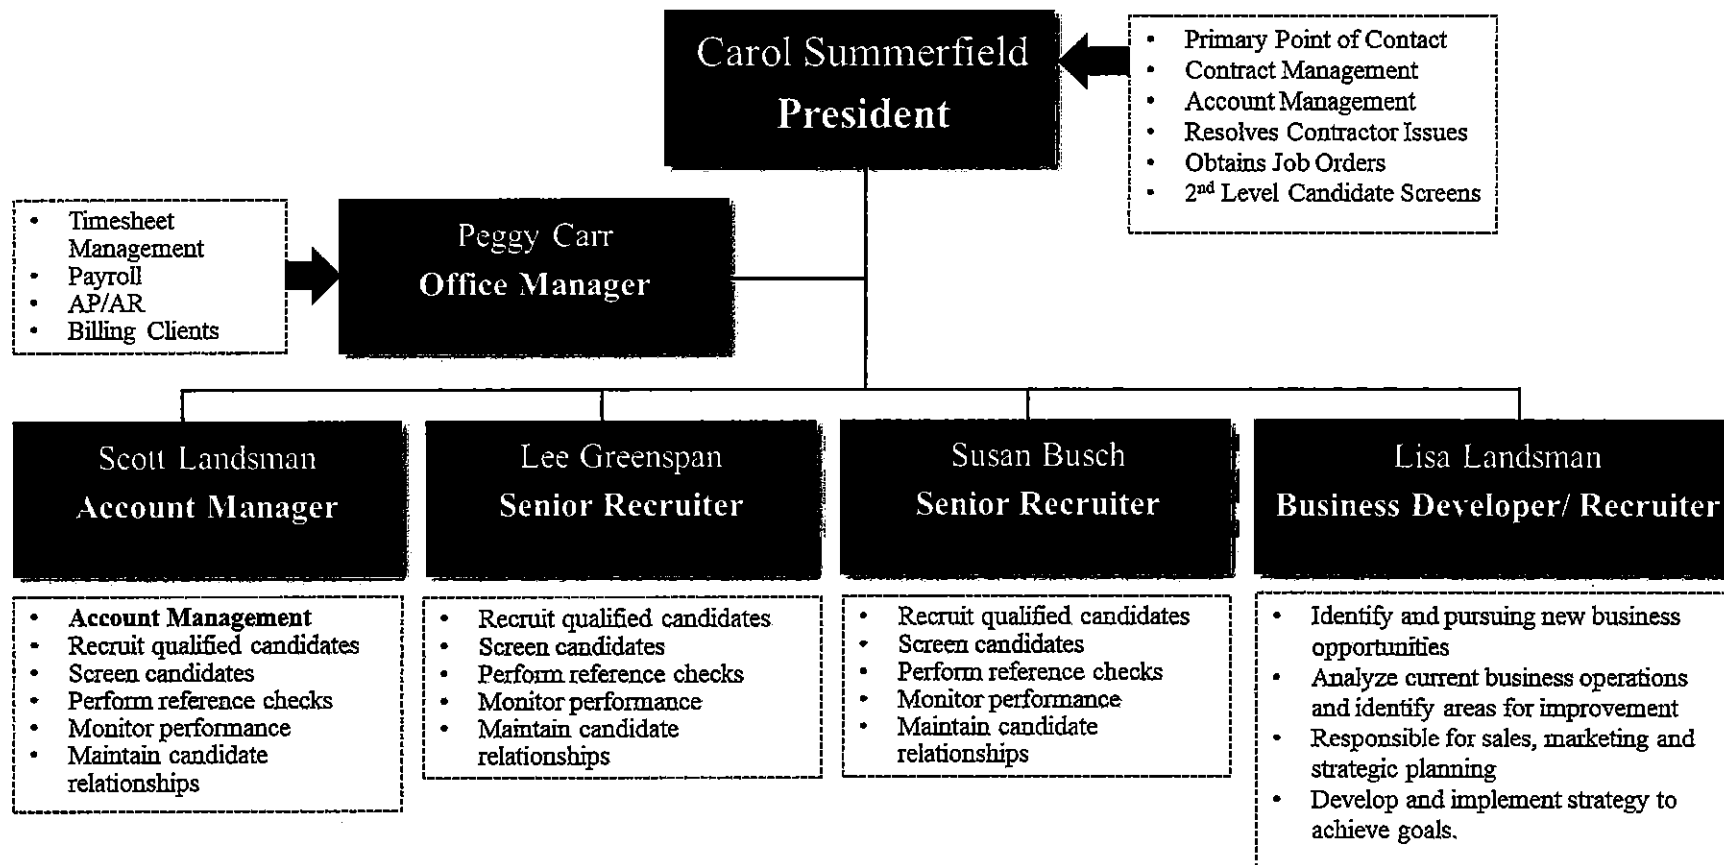 Carol Summerfield
President
• Primary Point of Contact
• Contract Management
• Account Management
• Resolves Contractor Issues
• Obtains Job Orders
• 2nd Level Candidate Screens
• Timesheet
Management
• Payroll
• AP/AR
• Billing Clients
Peggy Carr
Office Manager
Scott Landsman
Account Manager
• Account Management
• Recruit qualified candidates
• Screen candidates
• Perform reference checks
• Monitor performance
• Maintain candidate
relationships
Lee Greenspan
Senior Recruiter
• Recruit qualified candidates
• Screen candidates
• Perform reference checks
• Monitor performance
• Maintain candidate
relationships
Susan Busch
Senior Recruiter
• Recruit qualified candidates
• Screen candidates
• Perform reference checks
• Monitor performance
• Maintain candidate
relationships
Lisa Landsman
Business Developer/ Recruiter
• Identify and pursuing new business
opportunities
• Analyze current business operations
and identify areas for improvement
• Responsible for sales, marketing and
strategic planning
• Develop and implement strategy to
achieve goals.